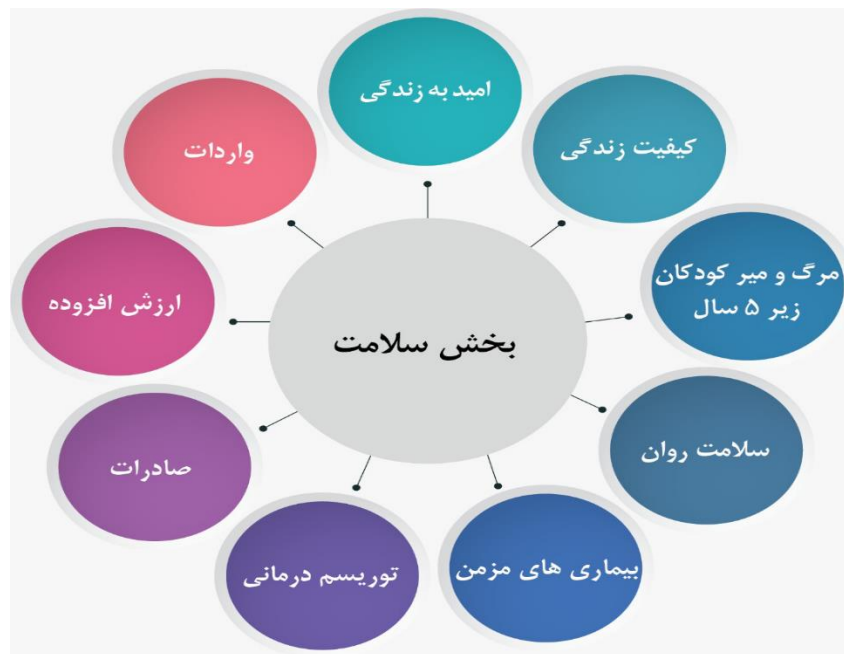 امید به زندگی
کیفیت زندگی
مرگ و میر کودکان
زیر ۵ سال
سلامت روان
بیماری های مزمن
توریسم درمانی
صادرات
ارزش افزوده
واردات
بخش سلامت